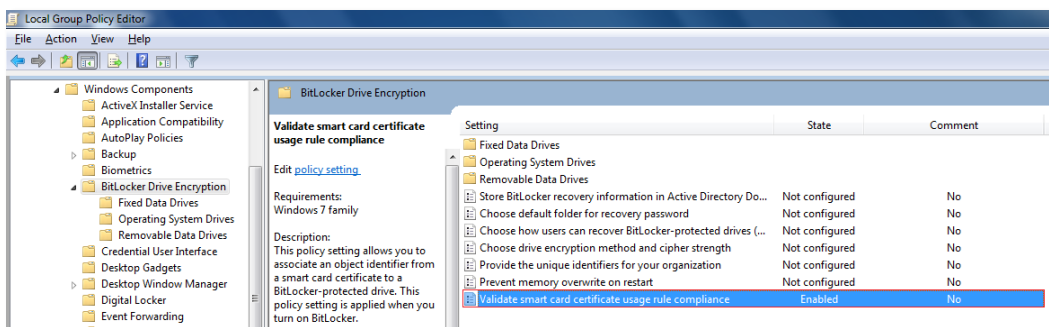 Local Group Policy Editor
File Action View Help
Windows Components
ActiveX Installer Service
Application Compatibility
AutoPlay Policies
Backup
Biometrics
BitLocker Drive Encryption
Fixed Data Drives
Operating System Drives
Removable Data Drives
Credential User Interface
Desktop Gadgets
Desktop Window Manager
Digital Locker
Event Forwarding
BitLocker Drive Encryption
Validate smart card certificate
usage rule compliance
Edit policy setting
Requirements:
Windows 7 family
Description:
This policy setting allows you to
associate an object identifier from
a smart card certificate to a
BitLocker-protected drive. This
policy setting is applied when you
turn on BitLocker.
Setting State Comment
Fixed Data Drives
Operating System Drives
Removable Data Drives
Store BitLocker recovery information in Active Directory Do... Not configured No
Choose default folder for recovery password Not configured No
Choose how users can recover BitLocker-protected drives (... Not configured No
Choose drive encryption method and cipher strength Not configured No
Provide the unique identifiers for your organization Not configured No
Prevent memory overwrite on restart Not configured No
Validate smart card certificate usage rule compliance Enabled No